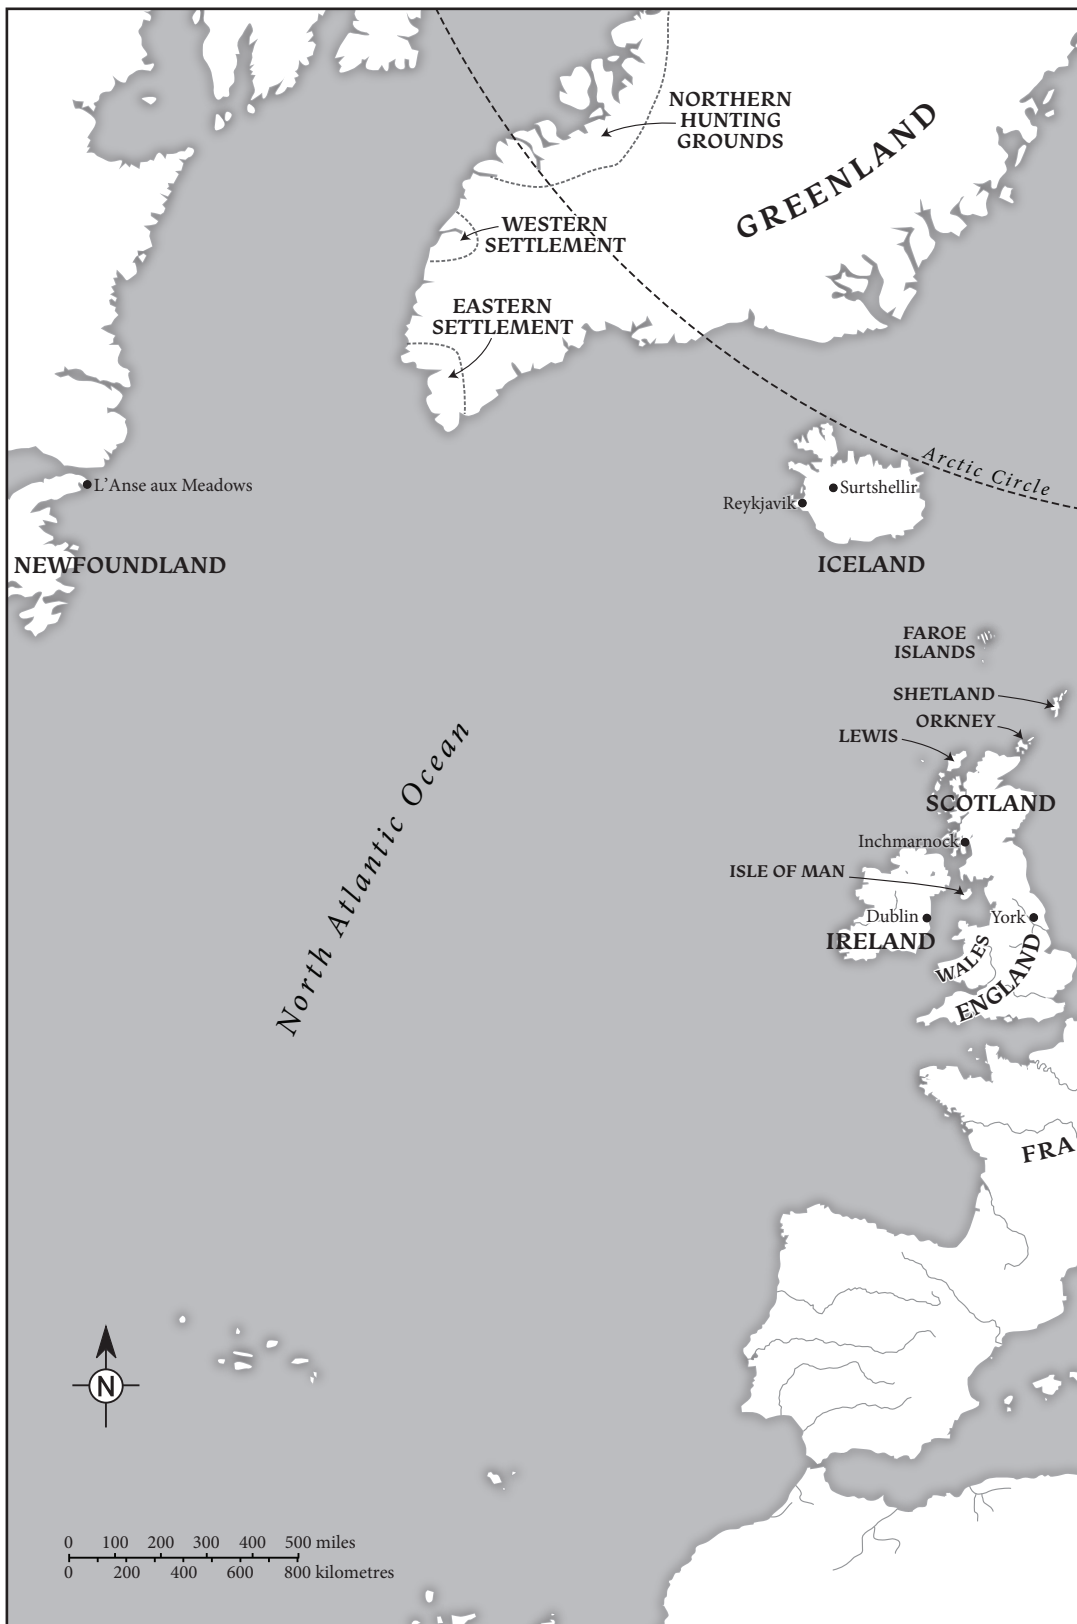 NORTHERN
HUNTING
GROUNDS
GREENLAND
WESTERN
SETTLEMENT
EASTERN
SETTLEMENT
Arctic Circle
L’Anse aux Meadows
Surtshellir
Reykjavik
NEWFOUNDLAND
ICELAND
FAROE
ISLANDS
SHETLAND
ORKNEY
LEWIS
North Atlantic Ocean
SCOTLAND
Inchmarnock
ISLE OF MAN
Dublin
York
IRELAND
WALES
ENGLAND
FRA
N
0 100 200 300 400 500 miles
0 200 400 600 800 kilometres